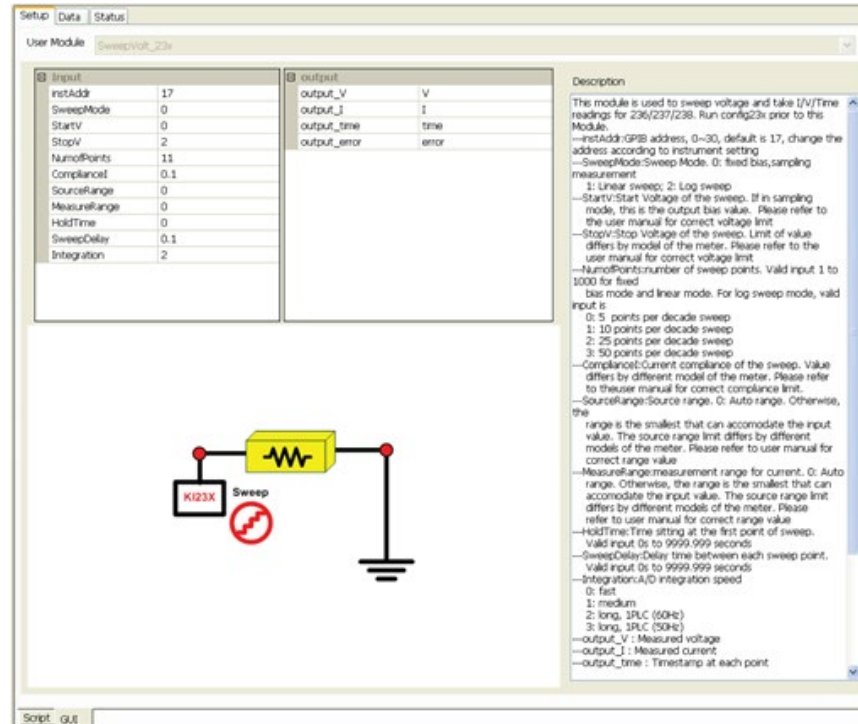 Setup Data Status
User Module SweepVolt_23x
Input
instAddr 17
SweepMode 0
StartV 0
StopV 2
NumofPoints 11
ComplianceI 0.1
SourceRange 0
MeasureRange 0
HoldTime 0
SweepDelay 0.1
Integration 2
output
output_V V
output_I I
output_time time
output_error error
KI23X
Sweep
Description
This module is used to sweep voltage and take I/V/Time
readings for 236/237/238. Run config23x prior to this
Module.
---instAddr:GPIB address, 0~30, default is 17, change the
address according to instrument setting
---SweepMode:Sweep Mode. 0: fixed bias,sampling
measurement
1: Linear sweep; 2: Log sweep
---StartV:Start Voltage of the sweep. If in sampling
mode, this is the output bias value. Please refer to
the user manual for correct voltage limit
---StopV:Stop Voltage of the sweep. Limit of value
differs by model of the meter. Please refer to the
user manual for correct voltage limit
---NumofPoints:number of sweep points. Valid input 1 to
1000 for fixed
bias mode and linear mode. For log sweep mode, valid
input is
0: 5 points per decade sweep
1: 10 points per decade sweep
2: 25 points per decade sweep
3: 50 points per decade sweep
---ComplianceI:Current compliance of the sweep. Value
differs by different model of the meter. Please refer
to theuser manual for correct compliance limit.
---SourceRange:Source range. 0: Auto range. Otherwise,
the
range is the smallest that can accomodate the input
value. The source range limit differs by different
models of the meter. Please refer to user manual for
correct range value
---MeasureRange:measurement range for current. 0: Auto
range. Otherwise, the range is the smallest that can
accomodate the input value. The source range limit
differs by different models of the meter. Please
refer to user manual for correct range value
---HoldTime:Time sitting at the first point of sweep.
Valid input 0s to 9999.999 seconds
---SweepDelay:Delay time between each sweep point.
Valid input 0s to 9999.999 seconds
---Integration:A/D integration speed
0: fast
1: medium
2: long, 1PLC (60Hz)
3: long, 1PLC (50Hz)
---output_V : Measured voltage
---output_I : Measured current
---output_time : Timestamp at each point
Script GUI